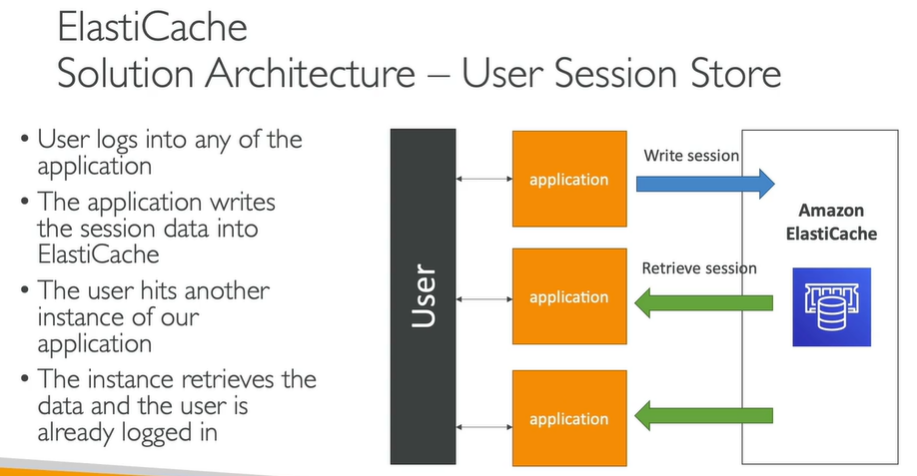 ElastiCache
Solution Architecture – User Session Store
• User logs into any of the
application
• The application writes
the session data into
ElastiCache
• The user hits another
instance of our
application
• The instance retrieves the
data and the user is
already logged in
User
application
Write session
application
Retrieve session
application
Amazon
ElastiCache